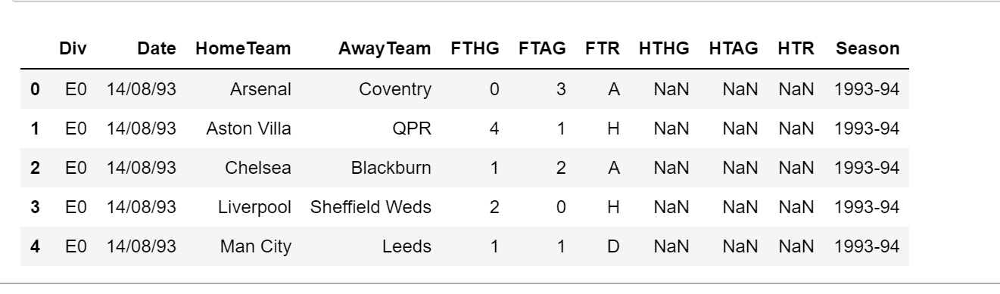 Div Date HomeTeam AwayTeam FTHG FTAG FTR HTHG HTAG HTR Season
0 E0 14/08/93 Arsenal Coventry 0 3 A NaN NaN NaN 1993-94
1 E0 14/08/93 Aston Villa QPR 4 1 H NaN NaN NaN 1993-94
2 E0 14/08/93 Chelsea Blackburn 1 2 A NaN NaN NaN 1993-94
3 E0 14/08/93 Liverpool Sheffield Weds 2 0 H NaN NaN NaN 1993-94
4 E0 14/08/93 Man City Leeds 1 1 D NaN NaN NaN 1993-94